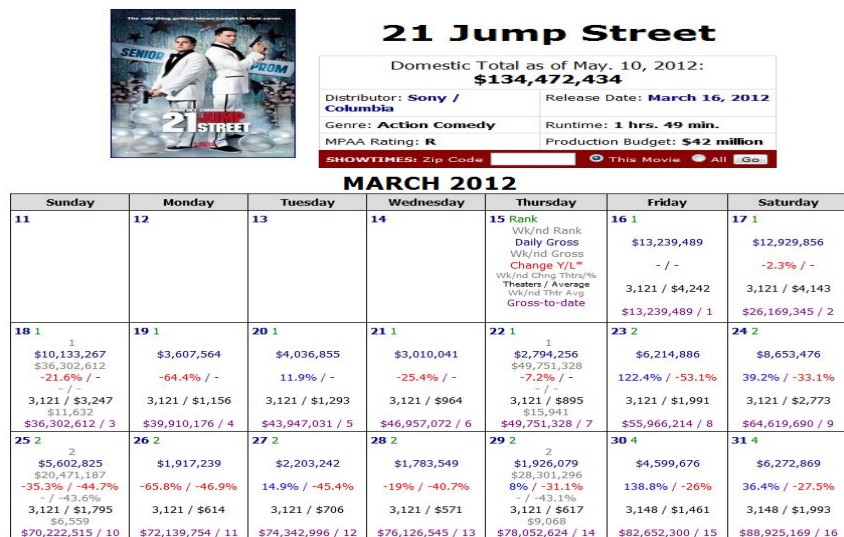 The only thing getting blown tonight is their cover.
SENIOR PROM
21 JUMP STREET
21 Jump Street
Domestic Total as of May. 10, 2012:
$134,472,434
Distributor: Sony / Columbia
Release Date: March 16, 2012
Genre: Action Comedy
Runtime: 1 hrs. 49 min.
MPAA Rating: R
Production Budget: $42 million
SHOWTIMES: Zip Code
This Movie
All
Go
MARCH 2012
Sunday Monday Tuesday Wednesday Thursday Friday Saturday
11
12
13
14
15 Rank
Wk/nd Rank
Daily Gross
Wk/nd Gross
Change Y/L*
Wk/nd Chng Thtrs/%
Theaters / Average
Wk/nd Thtr Avg
Gross-to-date
16 1
$13,239,489
- / -
3,121 / $4,242
$13,239,489 / 1
17 1
$12,929,856
-2.3% / -
3,121 / $4,143
$26,169,345 / 2
18 1
1
$10,133,267
$36,302,612
-21.6% / -
- / -
3,121 / $3,247
$11,632
$36,302,612 / 3
19 1
$3,607,564
-64.4% / -
3,121 / $1,156
$39,910,176 / 4
20 1
$4,036,855
11.9% / -
3,121 / $1,293
$43,947,031 / 5
21 1
$3,010,041
-25.4% / -
3,121 / $964
$46,957,072 / 6
22 1
1
$2,794,256
$49,751,328
-7.2% / -
- / -
3,121 / $895
$15,941
$49,751,328 / 7
23 2
$6,214,886
122.4% / -53.1%
3,121 / $1,991
$55,966,214 / 8
24 2
$8,653,476
39.2% / -33.1%
3,121 / $2,773
$64,619,690 / 9
25 2
2
$5,602,825
$20,471,187
-35.3% / -44.7%
- / -43.6%
3,121 / $1,795
$6,559
$70,222,515 / 10
26 2
$1,917,239
-65.8% / -46.9%
3,121 / $614
$72,139,754 / 11
27 2
$2,203,242
14.9% / -45.4%
3,121 / $706
$74,342,996 / 12
28 2
$1,783,549
-19% / -40.7%
3,121 / $571
$76,126,545 / 13
29 2
2
$1,926,079
$28,301,296
8% / -31.1%
- / -43.1%
3,121 / $617
$9,068
$78,052,624 / 14
30 4
$4,599,676
138.8% / -26%
3,148 / $1,461
$82,652,300 / 15
31 4
$6,272,869
36.4% / -27.5%
3,148 / $1,993
$88,925,169 / 16